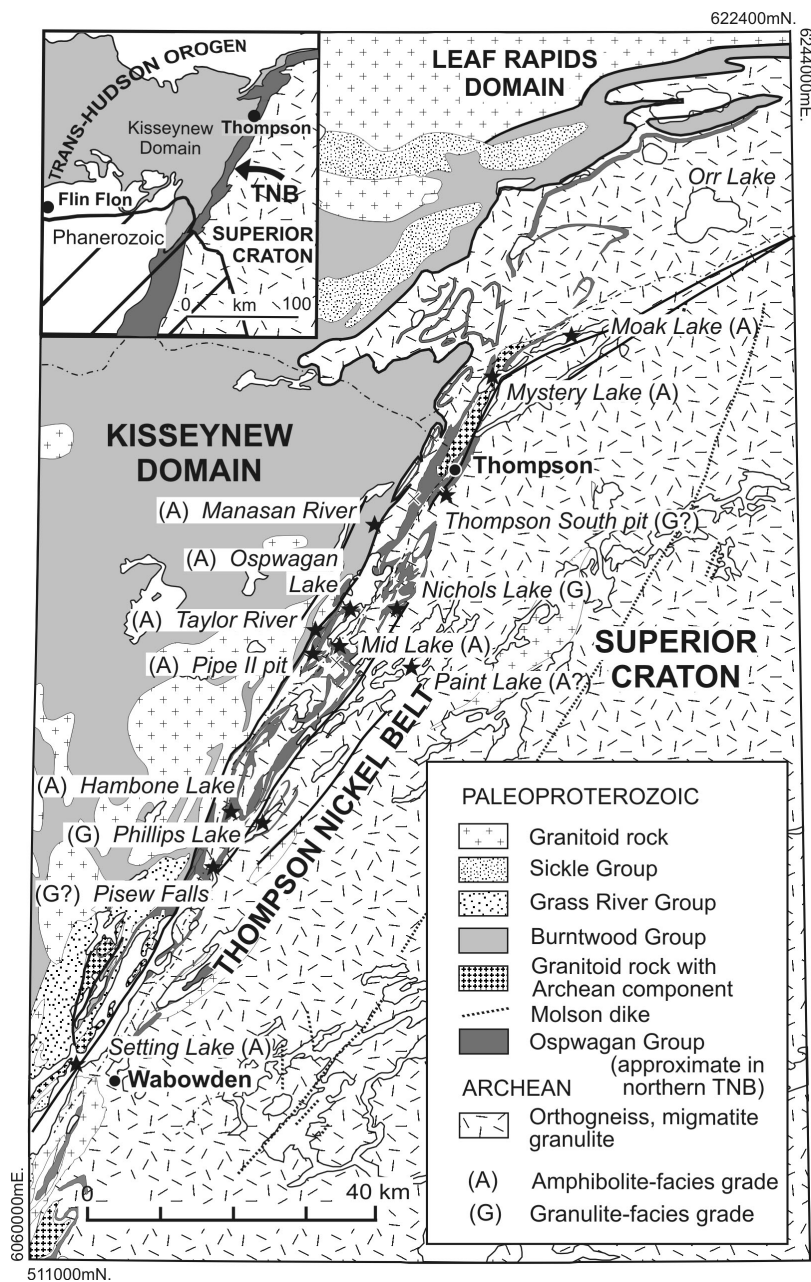 622400mN.
6244000mE.
TRANS-HUDSON OROGEN
Kisseynew
Domain
Thompson
TNB
Flin Flon
Phanerozoic
SUPERIOR
CRATON
0 km 100
LEAF RAPIDS
DOMAIN
Orr Lake
Moak Lake (A)
Mystery Lake (A)
KISSEYNEW
DOMAIN
Thompson
(A) Manasan River
Thompson South pit (G?)
(A) Ospwagan
Lake
Nichols Lake (G)
(A) Taylor River
Mid Lake (A)
(A) Pipe II pit
Paint Lake (A?)
SUPERIOR
CRATON
THOMPSON NICKEL BELT
(A) Hambone Lake
(G) Phillips Lake
(G?) Pisew Falls
Setting Lake (A)
Wabowden
0 40 km
6060000mE.
511000mN.
PALEOPROTEROZOIC
Granitoid rock
Sickle Group
Grass River Group
Burntwood Group
Granitoid rock with
Archean component
Molson dike
Ospwagan Group
(approximate in
northern TNB)
ARCHEAN
Orthogneiss, migmatite
granulite
(A) Amphibolite-facies grade
(G) Granulite-facies grade